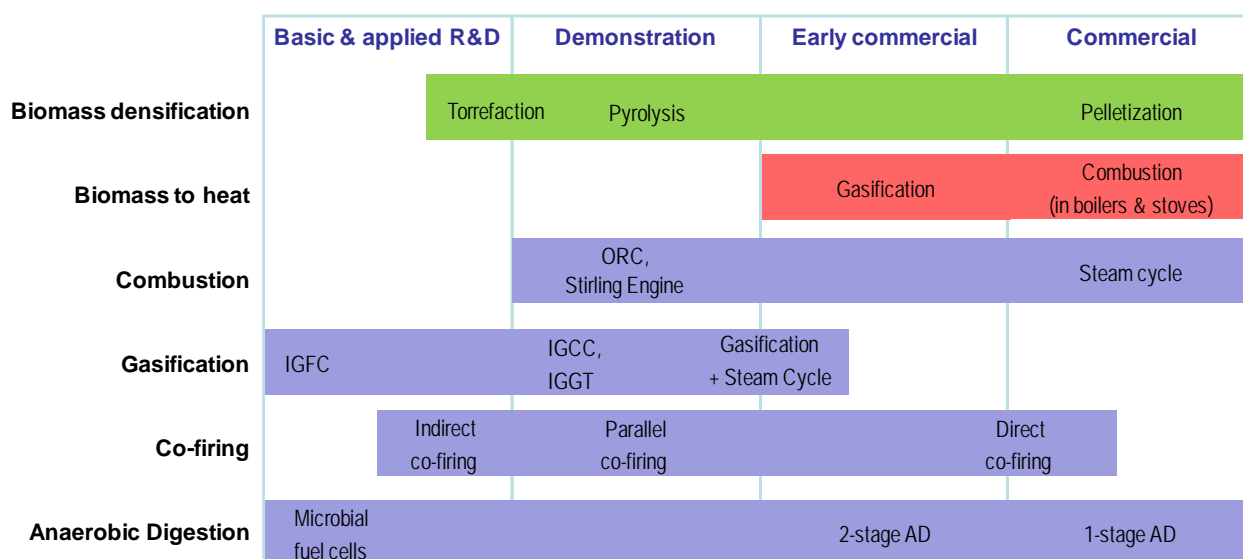 Basic & applied R&D Demonstration Early commercial Commercial
Biomass densification Torrefaction Pyrolysis Pelletization
Biomass to heat Gasification Combustion
(in boilers & stoves)
Combustion ORC,
Stirling Engine Steam cycle
Gasification IGFC IGCC,
IGGT Gasification
+ Steam Cycle
Co-firing Indirect
co-firing Parallel
co-firing Direct
co-firing
Anaerobic Digestion Microbial
fuel cells 2-stage AD 1-stage AD